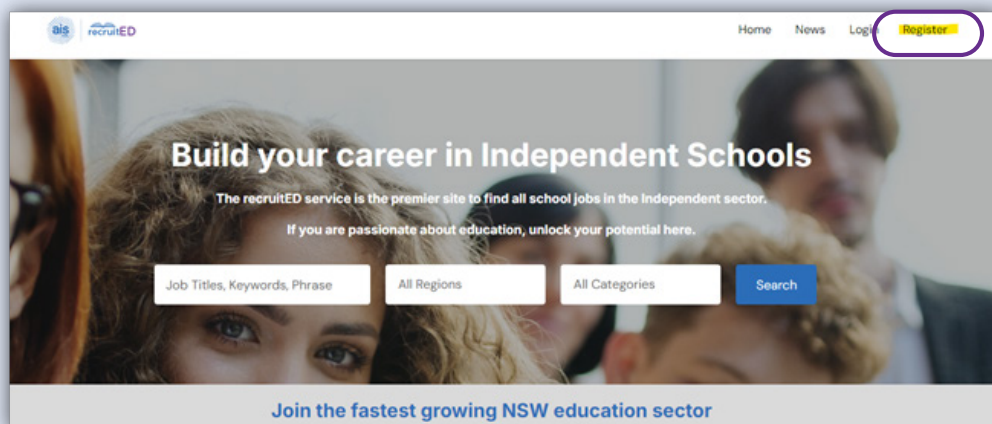 ais
recruitED
Home News Login Register
Build your career in Independent Schools
The recruitED service is the premier site to find all school jobs in the Independent sector.
If you are passionate about education, unlock your potential here.
Job Titles, Keywords, Phrase All Regions All Categories Search
Join the fastest growing NSW education sector